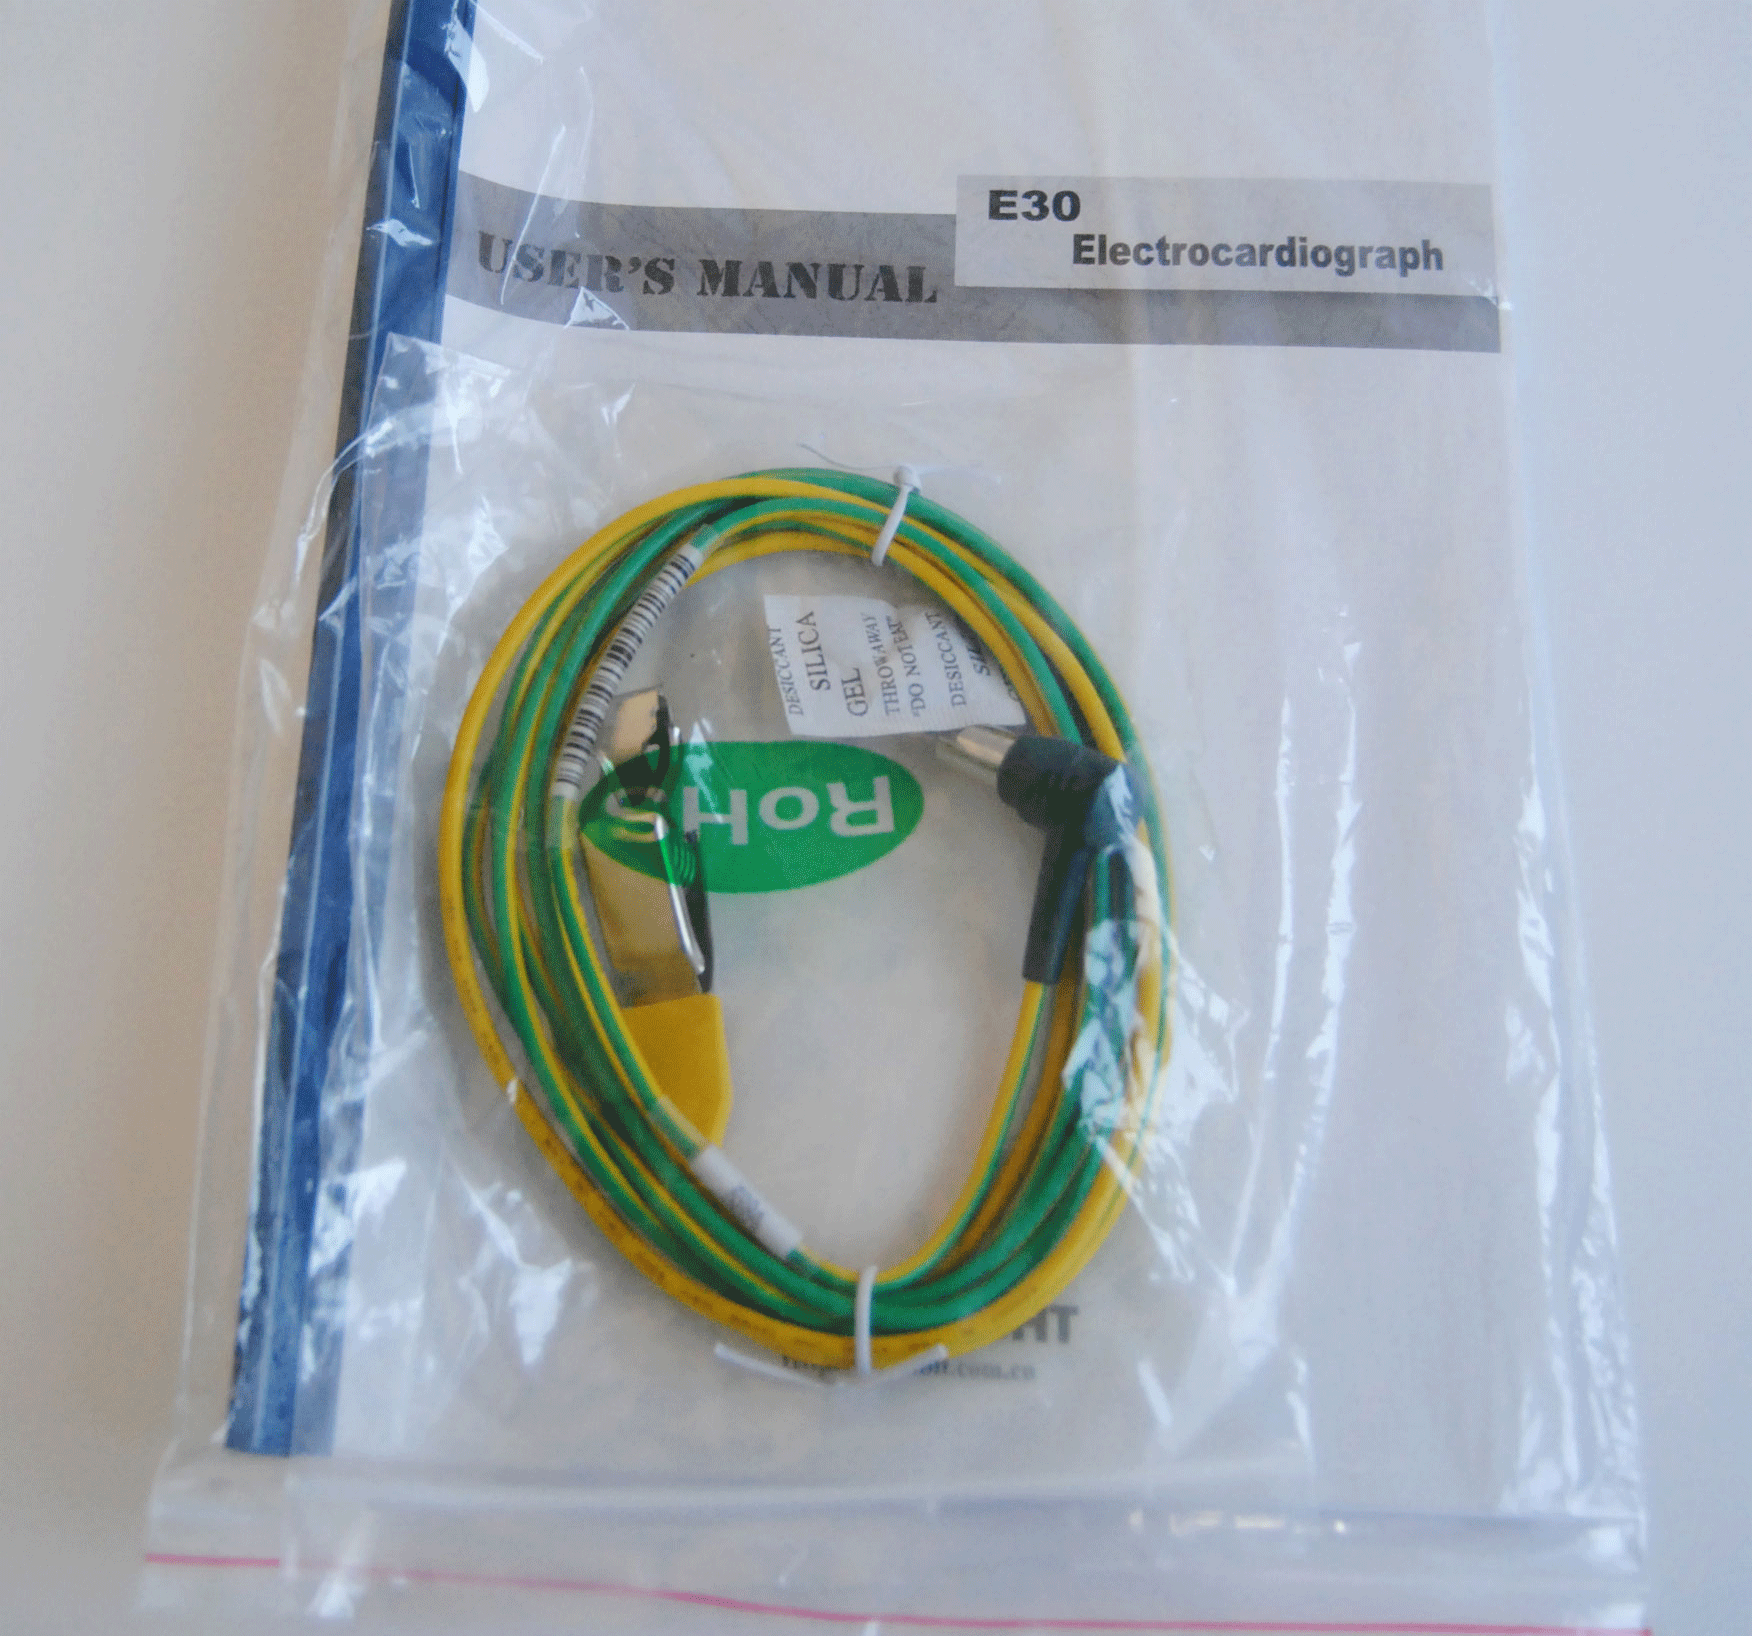 E30
Electrocardiograph
USER'S MANUAL
DESICCANT
SILICA
GEL
THROWAWAY
"DO NOT EAT"
DESICCANT
RoHS